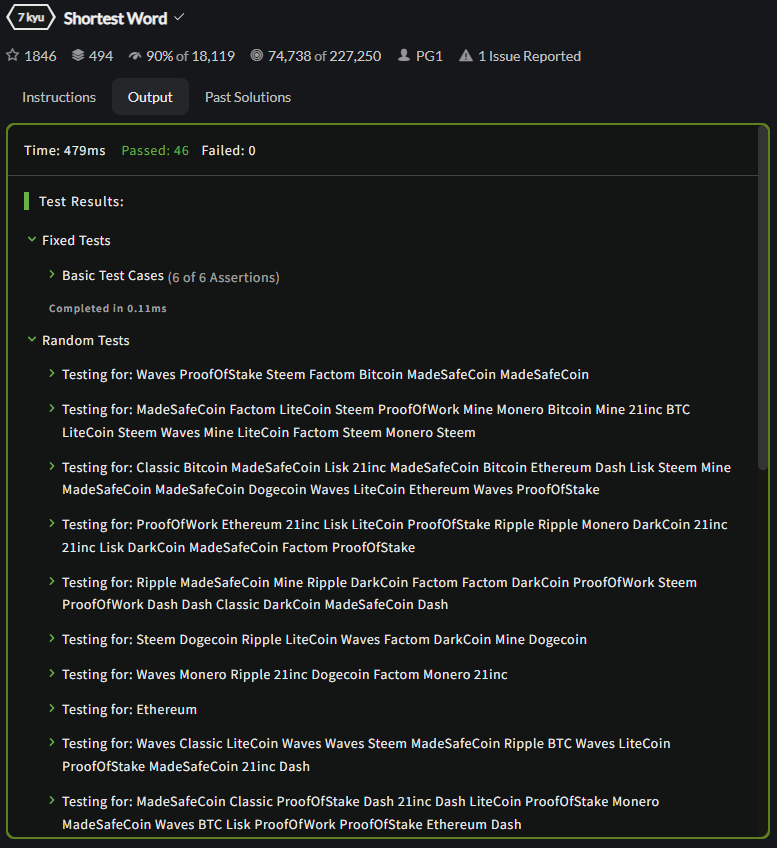 7 kyu Shortest Word
1846 494 90% of 18,119 74,738 of 227,250 PG1 1 Issue Reported
Instructions Output Past Solutions
Time: 479ms Passed: 46 Failed: 0
Test Results:
Fixed Tests
Basic Test Cases (6 of 6 Assertions)
Completed in 0.11ms
Random Tests
Testing for: Waves ProofOfStake Steem Factom Bitcoin MadeSafeCoin MadeSafeCoin
Testing for: MadeSafeCoin Factom LiteCoin Steem ProofOfWork Mine Monero Bitcoin Mine 21inc BTC
LiteCoin Steem Waves Mine LiteCoin Factom Steem Monero Steem
Testing for: Classic Bitcoin MadeSafeCoin Lisk 21inc MadeSafeCoin Bitcoin Ethereum Dash Lisk Steem Mine
MadeSafeCoin MadeSafeCoin Dogecoin Waves LiteCoin Ethereum Waves ProofOfStake
Testing for: ProofOfWork Ethereum 21inc Lisk LiteCoin ProofOfStake Ripple Ripple Monero DarkCoin 21inc
21inc Lisk DarkCoin MadeSafeCoin Factom ProofOfStake
Testing for: Ripple MadeSafeCoin Mine Ripple DarkCoin Factom Factom DarkCoin ProofOfWork Steem
ProofOfWork Dash Dash Classic DarkCoin MadeSafeCoin Dash
Testing for: Steem Dogecoin Ripple LiteCoin Waves Factom DarkCoin Mine Dogecoin
Testing for: Waves Monero Ripple 21inc Dogecoin Factom Monero 21inc
Testing for: Ethereum
Testing for: Waves Classic LiteCoin Waves Waves Steem MadeSafeCoin Ripple BTC Waves LiteCoin
ProofOfStake MadeSafeCoin 21inc Dash
Testing for: MadeSafeCoin Classic ProofOfStake Dash 21inc Dash LiteCoin ProofOfStake Monero
MadeSafeCoin Waves BTC Lisk ProofOfWork ProofOfStake Ethereum Dash